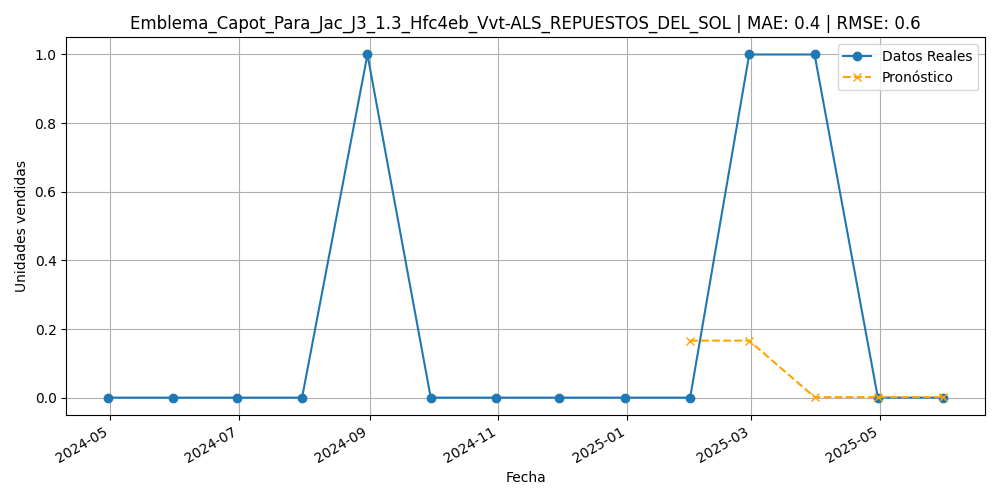 Emblema_Capot_Para_Jac_J3_1.3_Hfc4eb_Vvt-ALS_REPUESTOS_DEL_SOL | MAE: 0.4 | RMSE: 0.6
Datos Reales
Pronóstico
Unidades vendidas
1.0
0.8
0.6
0.4
0.2
0.0
2024-05
2024-07
2024-09
2024-11
2025-01
2025-03
2025-05
Fecha